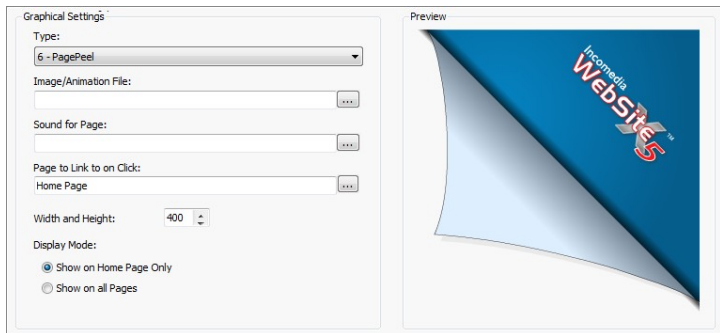 Graphical Settings
Type:
6 - PagePeel
Image/Animation File:
...
Sound for Page:
...
Page to Link to on Click:
Home Page
...
Width and Height:
400
Display Mode:
Show on Home Page Only
Show on all Pages
Preview
Incomedia
WebSite X5™